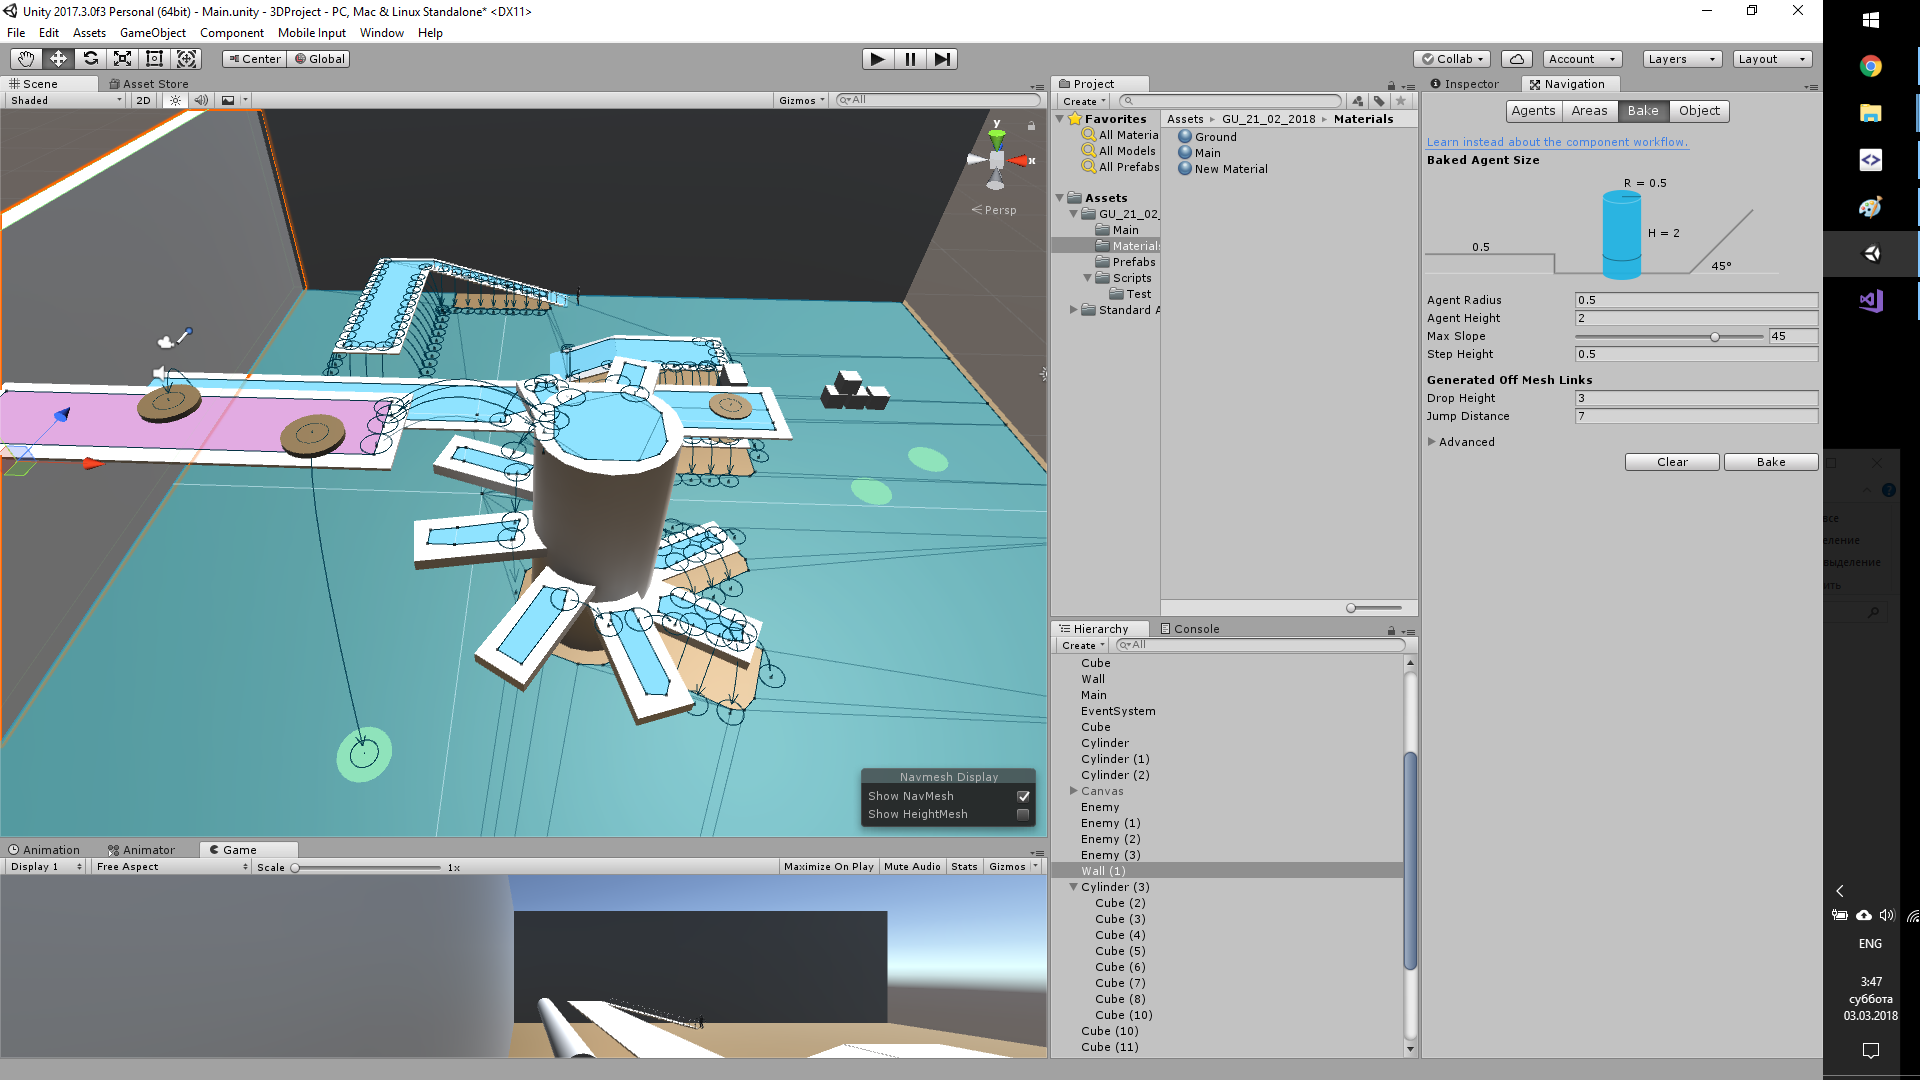 Unity 2017.3.0f3 Personal (64bit) - Main.unity - 3DProject - PC, Mac & Linux Standalone* <DX11>
File Edit Assets GameObject Component Mobile Input Window Help
Center Global
Collab Account Layers Layout
Scene Asset Store
Shaded 2D Gizmos All
y
x
Persp
Navmesh Display
Show NavMesh
Show HeightMesh
Animation Animator Game
Display 1 Free Aspect Scale 1x Maximize On Play Mute Audio Stats Gizmos
Project
Create
Favorites
All Materia
All Models
All Prefabs
Assets
GU_21_02_
Main
Materials
Prefabs
Scripts
Test
Standard A
Assets GU_21_02_2018 Materials
Ground
Main
New Material
Hierarchy Console
Create All
Cube
Wall
Main
EventSystem
Cube
Cylinder
Cylinder (1)
Cylinder (2)
Canvas
Enemy
Enemy (1)
Enemy (2)
Enemy (3)
Wall (1)
Cylinder (3)
Cube (2)
Cube (3)
Cube (4)
Cube (5)
Cube (6)
Cube (7)
Cube (8)
Cube (10)
Cube (10)
Cube (11)
Inspector Navigation
Agents Areas Bake Object
Learn instead about the component workflow.
Baked Agent Size
R = 0.5
H = 2
0.5
45°
Agent Radius 0.5
Agent Height 2
Max Slope 45
Step Height 0.5
Generated Off Mesh Links
Drop Height 3
Jump Distance 7
Advanced
Clear Bake
все
еление
выделение
ить
ENG
3:47
суббота
03.03.2018